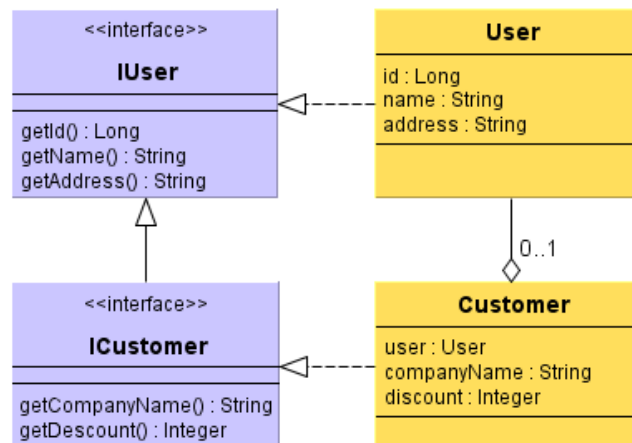 <<interface>>
IUser
getId() : Long
getName() : String
getAddress() : String
User
id : Long
name : String
address : String
0..1
<<interface>>
ICustomer
getCompanyName() : String
getDescount() : Integer
Customer
user : User
companyName : String
discount : Integer